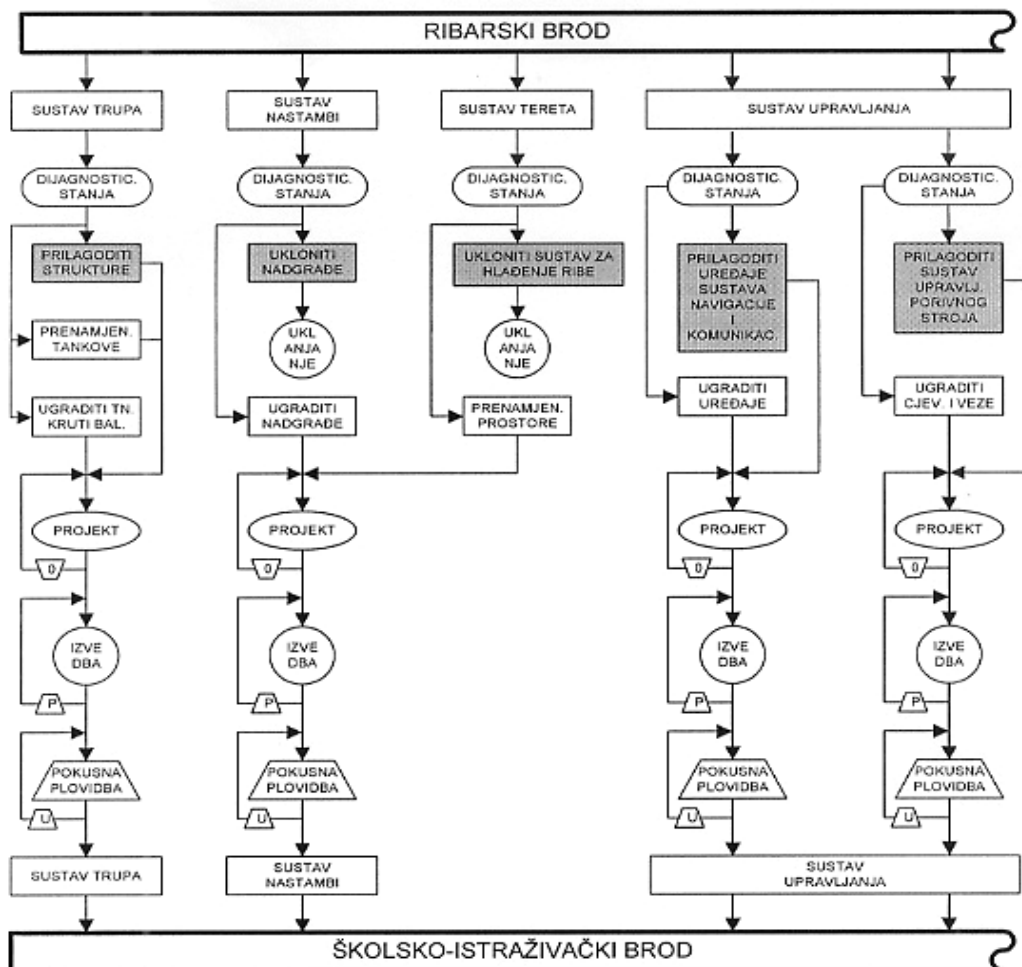 RIBARSKI BROD
SUSTAV TRUPA
SUSTAV
NASTAMBI
SUSTAV TERETA
SUSTAV UPRAVLJANJA
DIJAGNOSTIC.
STANJA
DIJAGNOSTIC.
STANJA
DIJAGNOSTIC.
STANJA
DIJAGNOSTIC.
STANJA
DIJAGNOSTIC.
STANJA
PRILAGODITI
STRUKTURE
UKLONITI
NADGRAĐE
UKLONITI SUSTAV ZA
HLAĐENJE RIBE
PRILAGODITI
UREĐAJE
SUSTAVA
NAVIGACIJE
I
KOMUNIKAC.
PRILAGODITI
SUSTAV
UPRAVLJ.
PORIVNOG
STROJA
PRENAMJEN.
TANKOVE
UKL
ANJA
NJE
UKL
ANJA
NJE
UGRADITI TN.
KRUTI BAL.
UGRADITI
NADGRAĐE
PRENAMJEN.
PROSTORE
UGRADITI
UREĐAJE
UGRADITI
CJEV. I VEZE
PROJEKT
PROJEKT
PROJEKT
PROJEKT
0
0
0
0
IZVE
DBA
IZVE
DBA
IZVE
DBA
IZVE
DBA
P
P
P
P
POKUSNA
PLOVIDBA
POKUSNA
PLOVIDBA
POKUSNA
PLOVIDBA
POKUSNA
PLOVIDBA
U
U
U
U
SUSTAV TRUPA
SUSTAV
NASTAMBI
SUSTAV
UPRAVLJANJA
ŠKOLSKO-ISTRAŽIVAČKI BROD